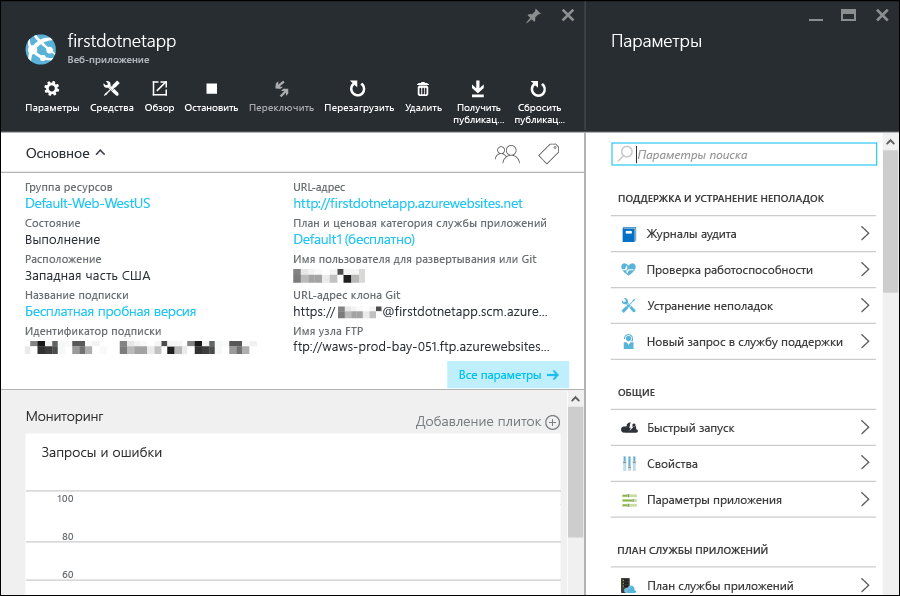 firstdotnetapp
Веб-приложение
Параметры
Средства
Обзор
Остановить
Переключить
Перезагрузить
Удалить
Получить
публикац...
Сбросить
публикац...
Основное
Группа ресурсов
Default-Web-WestUS
Состояние
Выполнение
Расположение
Западная часть США
Название подписки
Бесплатная пробная версия
Идентификатор подписки
URL-адрес
http://firstdotnetapp.azurewebsites.net
План и ценовая категория службы приложений
Default1 (бесплатно)
Имя пользователя для развертывания или Git
URL-адрес клона Git
https:// @firstdotnetapp.scm.azure...
Имя узла FTP
ftp://waws-prod-bay-051.ftp.azurewebsites...
Все параметры
Мониторинг
Добавление плиток
Запросы и ошибки
100
80
60
Параметры
Параметры поиска
ПОДДЕРЖКА И УСТРАНЕНИЕ НЕПОЛАДОК
Журналы аудита
Проверка работоспособности
Устранение неполадок
Новый запрос в службу поддержки
ОБЩИЕ
Быстрый запуск
Свойства
Параметры приложения
ПЛАН СЛУЖБЫ ПРИЛОЖЕНИЙ
План службы приложений